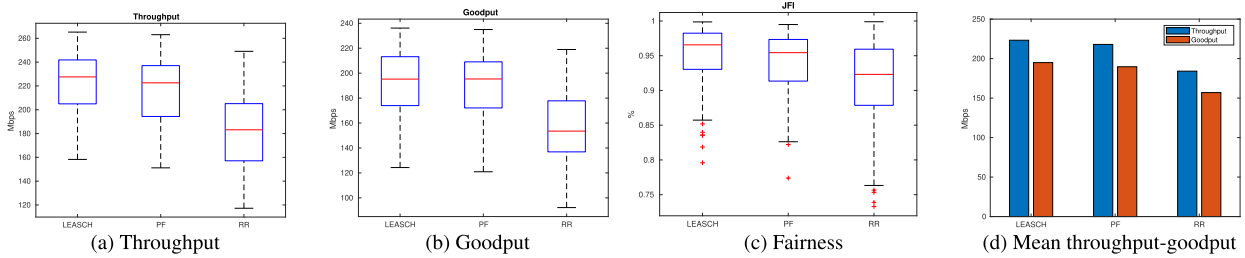 Throughput
Mbps
260
240
220
200
180
160
140
120
LEASCH PF RR
(a) Throughput
Goodput
Mbps
240
220
200
180
160
140
120
100
LEASCH PF RR
(b) Goodput
JFI
%
1
0.95
0.9
0.85
0.8
0.75
LEASCH PF RR
(c) Fairness
Throughput
Goodput
Mbps
250
200
150
100
50
0
LEASCH PF RR
(d) Mean throughput-goodput